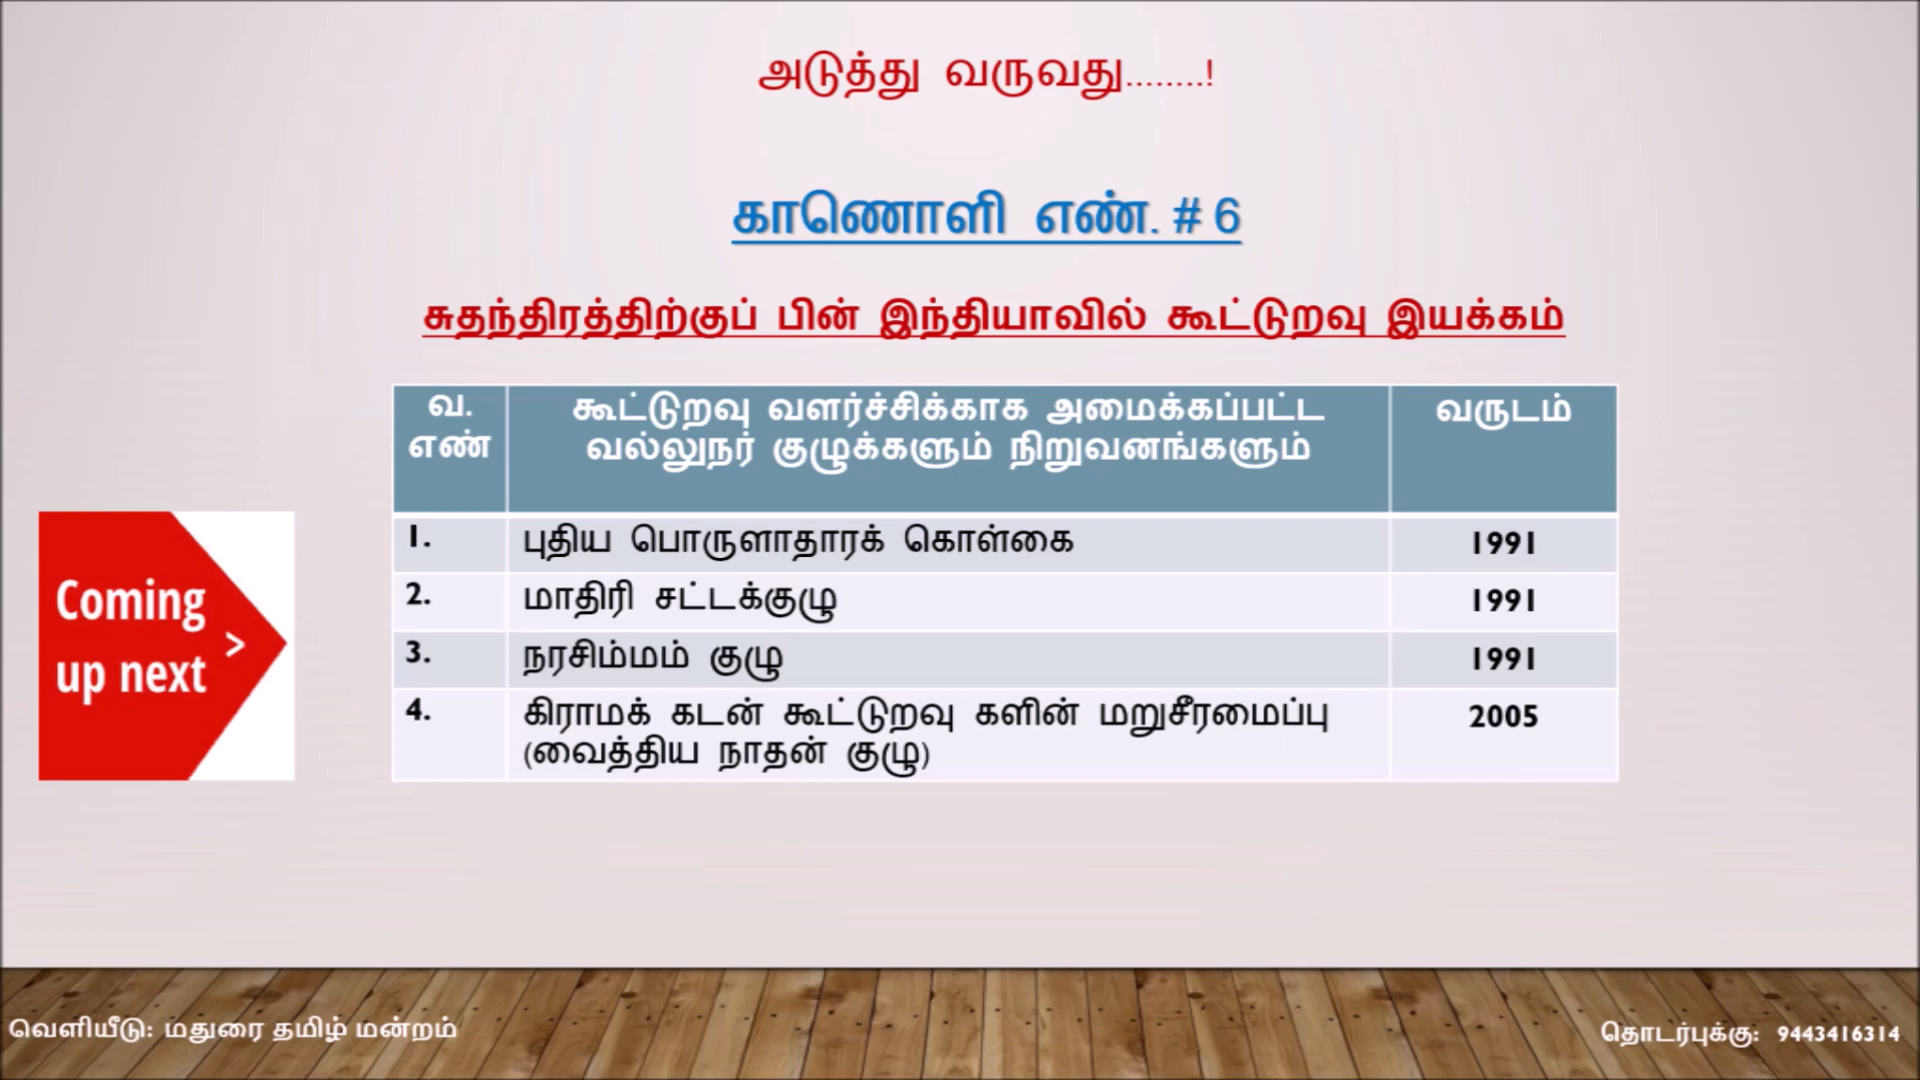 அடுத்து வருவது........!
காணொளி எண். # 6
சுதந்திரத்திற்குப் பின் இந்தியாவில் கூட்டுறவு இயக்கம்
வ. எண்
கூட்டுறவு வளர்ச்சிக்காக அமைக்கப்பட்ட
வல்லுநர் குழுக்களும் நிறுவனங்களும்
வருடம்
1. புதிய பொருளாதாரக் கொள்கை 1991
2. மாதிரி சட்டக்குழு 1991
3. நரசிம்மம் குழு 1991
4. கிராமக் கடன் கூட்டுறவு களின் மறுசீரமைப்பு 2005
(வைத்திய நாதன் குழு)
Coming
up next >
வெளியீடு: மதுரை தமிழ் மன்றம்
தொடர்புக்கு: 9443416314